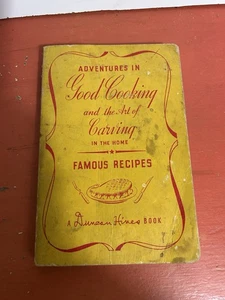 ADVENTURES IN
Good Cooking
and the Art of
Carving
IN THE HOME
FAMOUS RECIPES
A Duncan Hines BOOK